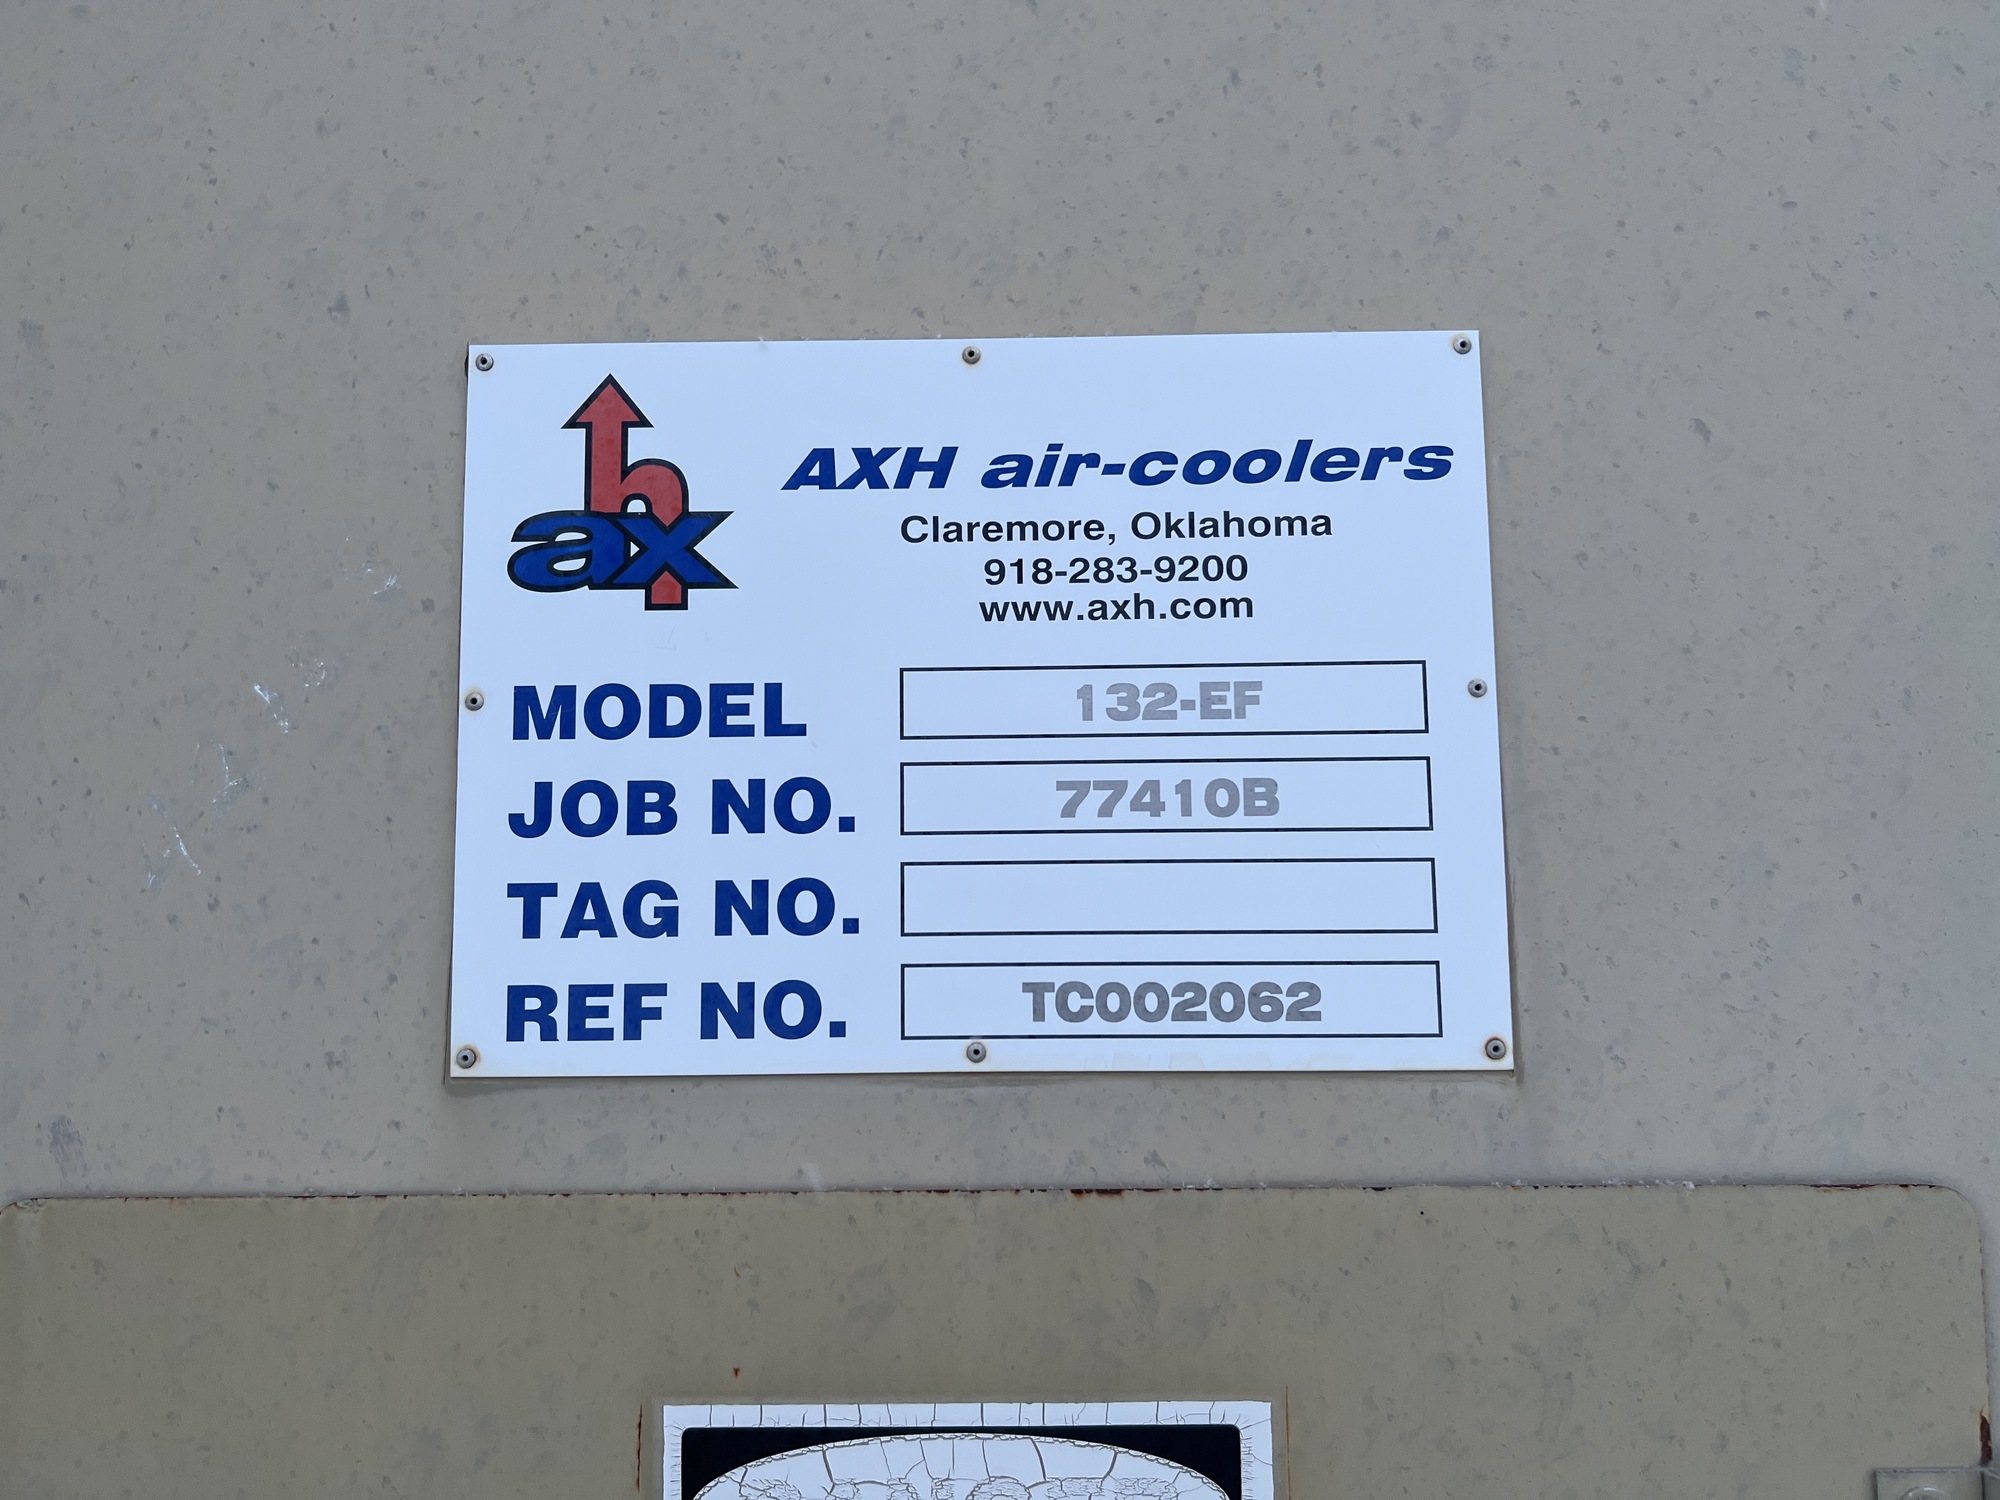 hax
AXH air-coolers
Claremore, Oklahoma
918-283-9200
www.axh.com
MODEL 132-EF
JOB NO. 77410B
TAG NO.
REF NO. TC002062